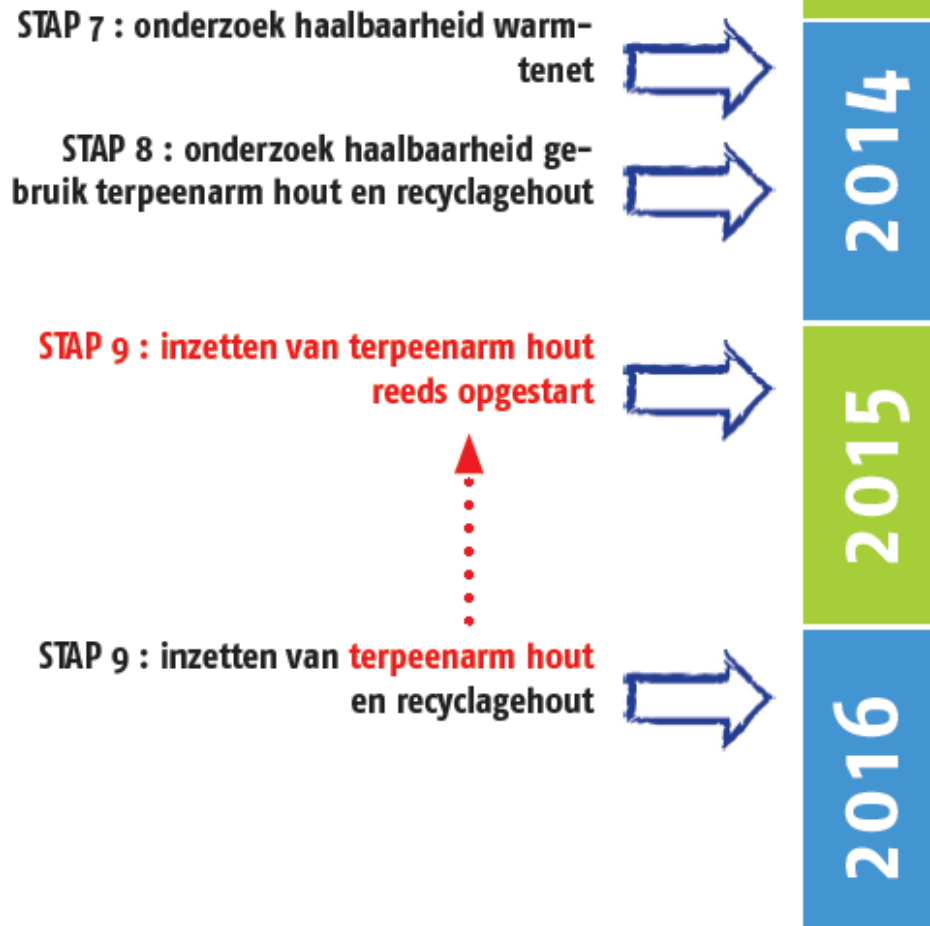 STAP 7 : onderzoek haalbaarheid warm-
tenet
STAP 8 : onderzoek haalbaarheid ge-
bruik terpeenarm hout en recyclagehout
2014
STAP 9 : inzetten van terpeenarm hout
reeds opgestart
2015
STAP 9 : inzetten van terpeenarm hout
en recyclagehout
2016